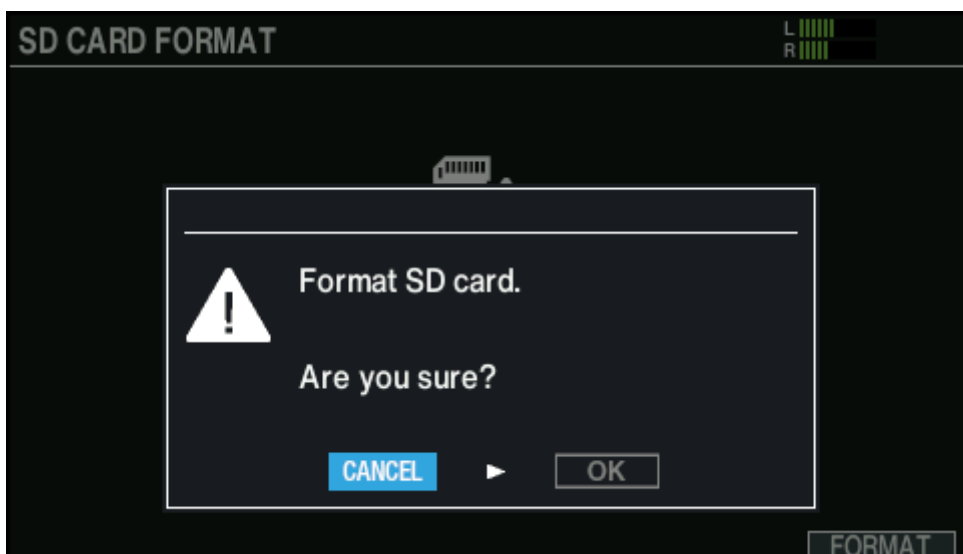 SD CARD FORMAT
L
R
Format SD card.
Are you sure?
CANCEL ► OK
FORMAT